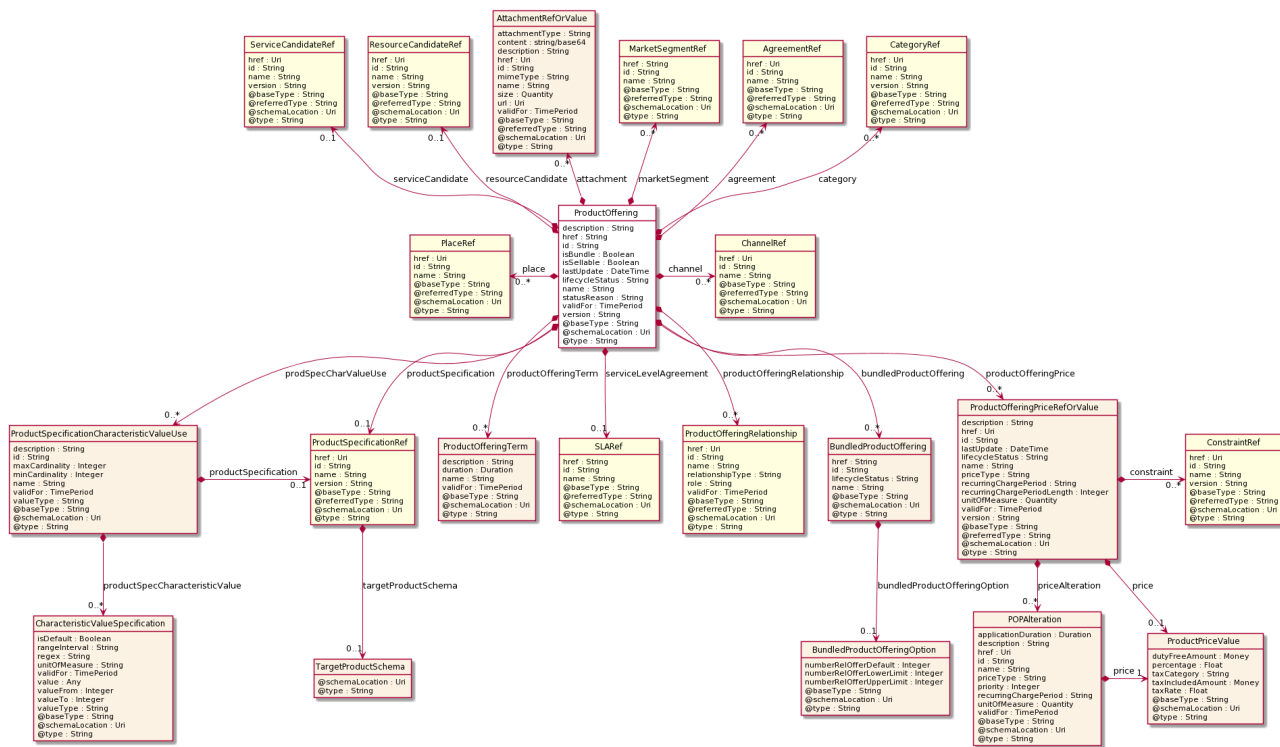 AttachmentRefOrValue
attachmentType : String
content : string/base64
description : String
href : Uri
id : String
mimeType : String
name : String
size : Quantity
url : Uri
validFor : TimePeriod
@baseType : String
@referredType : String
@schemaLocation : Uri
@type : String
ServiceCandidateRef
href : Uri
id : String
name : String
version : String
@baseType : String
@referredType : String
@schemaLocation : Uri
@type : String
ResourceCandidateRef
href : Uri
id : String
name : String
version : String
@baseType : String
@referredType : String
@schemaLocation : Uri
@type : String
MarketSegmentRef
href : String
id : String
name : String
@baseType : String
@referredType : String
@schemaLocation : Uri
@type : String
AgreementRef
href : String
id : String
name : String
@baseType : String
@referredType : String
@schemaLocation : Uri
@type : String
CategoryRef
href : Uri
id : String
name : String
version : String
@baseType : String
@referredType : String
@schemaLocation : Uri
@type : String
0..1
0..1
0..*
0..*
0..*
0..*
serviceCandidate
resourceCandidate
attachment
marketSegment
agreement
category
ProductOffering
description : String
href : String
id : String
isBundle : Boolean
isSellable : Boolean
lastUpdate : DateTime
lifecycleStatus : String
name : String
statusReason : String
validFor : TimePeriod
version : String
@baseType : String
@schemaLocation : Uri
@type : String
PlaceRef
href : Uri
id : String
name : String
@baseType : String
@referredType : String
@schemaLocation : Uri
@type : String
place
0..*
channel
0..*
ChannelRef
href : Uri
id : String
name : String
@baseType : String
@referredType : String
@schemaLocation : Uri
@type : String
prodSpecCharValueUse
productSpecification
productOfferingTerm
serviceLevelAgreement
productOfferingRelationship
bundledProductOffering
productOfferingPrice
0..*
0..1
0..*
0..1
0..*
0..*
0..*
ProductSpecificationCharacteristicValueUse
description : String
id : String
maxCardinality : Integer
minCardinality : Integer
name : String
validFor : TimePeriod
valueType : String
@baseType : String
@schemaLocation : Uri
@type : String
productSpecification
0..1
ProductSpecificationRef
href : Uri
id : String
name : String
version : String
@baseType : String
@referredType : String
@schemaLocation : Uri
@type : String
ProductOfferingTerm
description : String
duration : Duration
name : String
validFor : TimePeriod
@baseType : String
@schemaLocation : Uri
@type : String
SLARef
href : String
id : String
name : String
@baseType : String
@referredType : String
@schemaLocation : Uri
@type : String
ProductOfferingRelationship
href : Uri
id : String
name : String
relationshipType : String
role : String
validFor : TimePeriod
@baseType : String
@referredType : String
@schemaLocation : Uri
@type : String
BundledProductOffering
href : String
id : String
lifecycleStatus : String
name : String
@baseType : String
@schemaLocation : Uri
@type : String
ProductOfferingPriceRefOrValue
description : String
href : Uri
id : String
lastUpdate : DateTime
lifecycleStatus : String
name : String
priceType : String
recurringChargePeriod : String
recurringChargePeriodLength : Integer
unitOfMeasure : Quantity
validFor : TimePeriod
version : String
@baseType : String
@referredType : String
@schemaLocation : Uri
@type : String
constraint
0..*
ConstraintRef
href : Uri
id : String
name : String
version : String
@baseType : String
@referredType : String
@schemaLocation : Uri
@type : String
productSpecCharacteristicValue
0..*
targetProductSchema
0..1
bundledProductOfferingOption
0..1
priceAlteration
0..*
price
0..1
CharacteristicValueSpecification
isDefault : Boolean
rangeInterval : String
regex : String
unitOfMeasure : String
validFor : TimePeriod
value : Any
valueFrom : Integer
valueTo : Integer
valueType : String
@baseType : String
@schemaLocation : Uri
@type : String
TargetProductSchema
@schemaLocation : Uri
@type : String
BundledProductOfferingOption
numberRelOfferDefault : Integer
numberRelOfferLowerLimit : Integer
numberRelOfferUpperLimit : Integer
@baseType : String
@schemaLocation : Uri
@type : String
POPAlteration
applicationDuration : Duration
description : String
href : Uri
id : String
name : String
priceType : String
priority : Integer
recurringChargePeriod : String
unitOfMeasure : Quantity
validFor : TimePeriod
@baseType : String
@schemaLocation : Uri
@type : String
price
1
ProductPriceValue
dutyFreeAmount : Money
percentage : Float
taxCategory : String
taxIncludedAmount : Money
taxRate : Float
@baseType : String
@schemaLocation : Uri
@type : String